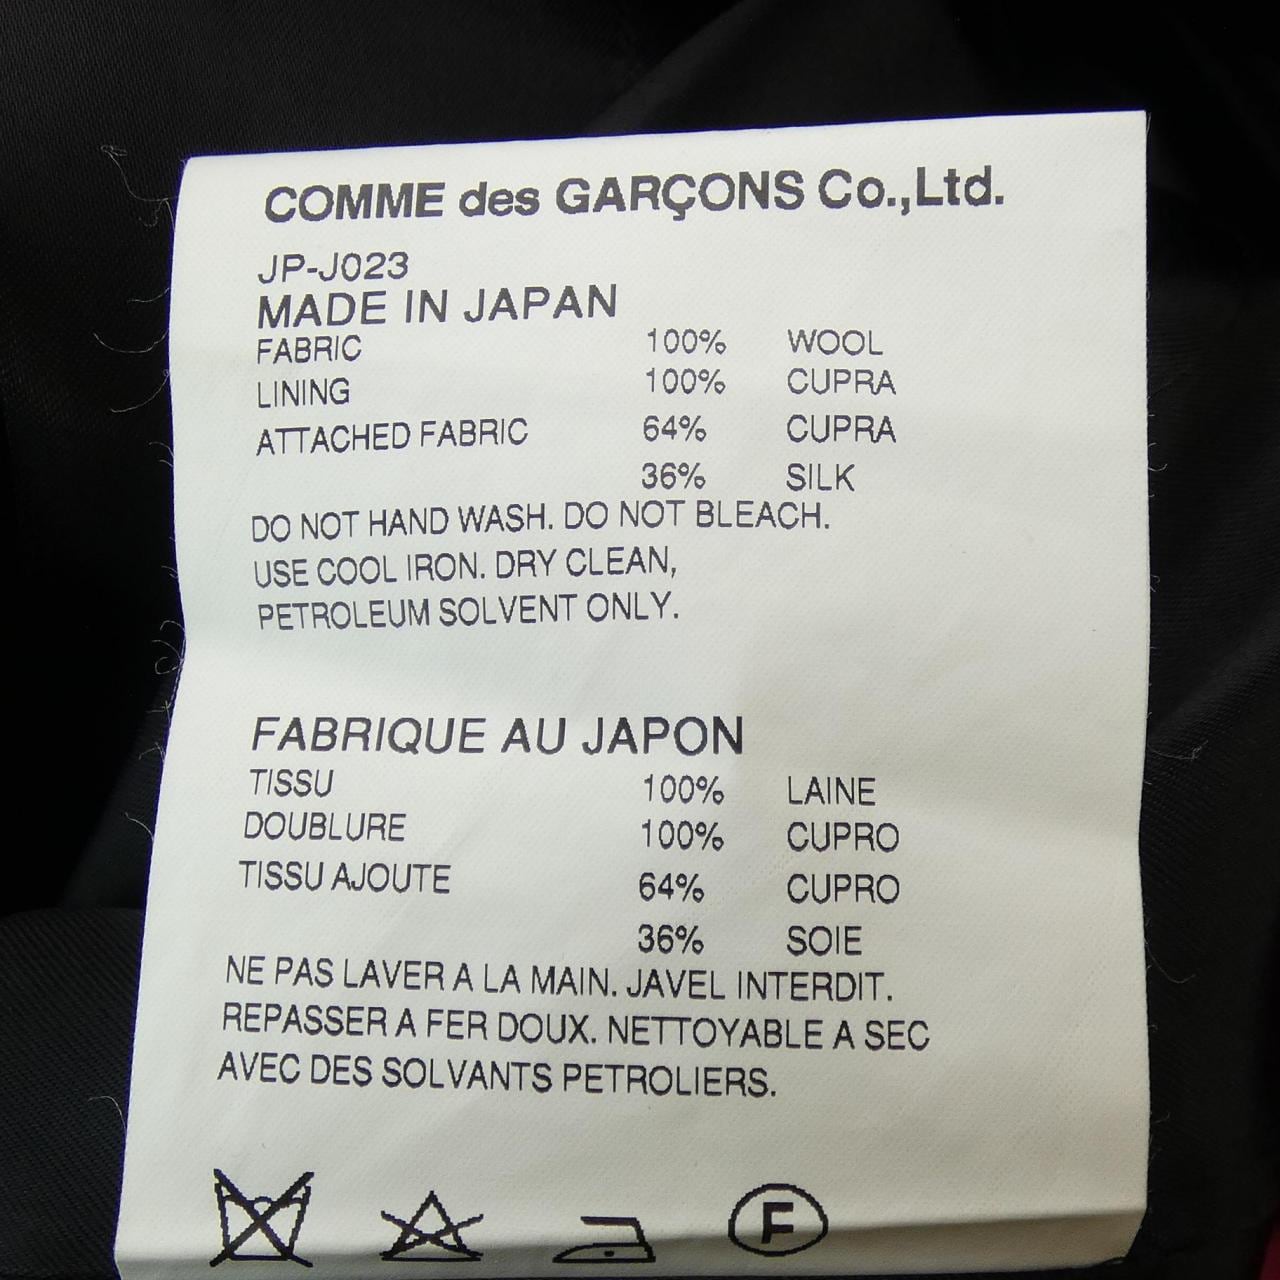 COMME des GARÇONS Co.,Ltd.
JP-J023
MADE IN JAPAN
FABRIC 100% WOOL
LINING 100% CUPRA
ATTACHED FABRIC 64% CUPRA
36% SILK
DO NOT HAND WASH. DO NOT BLEACH.
USE COOL IRON. DRY CLEAN,
PETROLEUM SOLVENT ONLY.
FABRIQUE AU JAPON
TISSU 100% LAINE
DOUBLURE 100% CUPRO
TISSU AJOUTE 64% CUPRO
36% SOIE
NE PAS LAVER A LA MAIN. JAVEL INTERDIT.
REPASSER A FER DOUX. NETTOYABLE A SEC
AVEC DES SOLVANTS PETROLIERS.
F